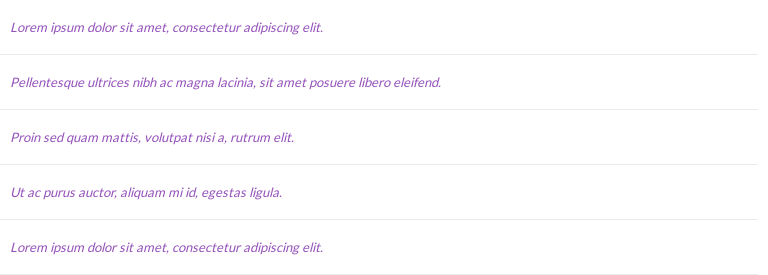 Lorem ipsum dolor sit amet, consectetur adipiscing elit.
Pellentesque ultrices nibh ac magna lacinia, sit amet posuere libero eleifend.
Proin sed quam mattis, volutpat nisi a, rutrum elit.
Ut ac purus auctor, aliquam mi id, egestas ligula.
Lorem ipsum dolor sit amet, consectetur adipiscing elit.